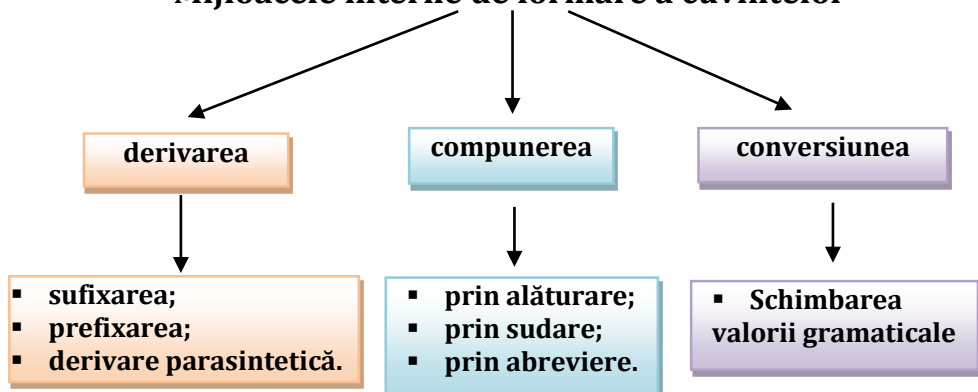 Mijloacele interne de formare a cuvintelor
derivarea
compunerea
conversiunea
▪ sufixarea;
▪ prefixarea;
▪ derivare parasintetică.
▪ prin alăturare;
▪ prin sudare;
▪ prin abreviere.
▪ Schimbarea
valorii gramaticale